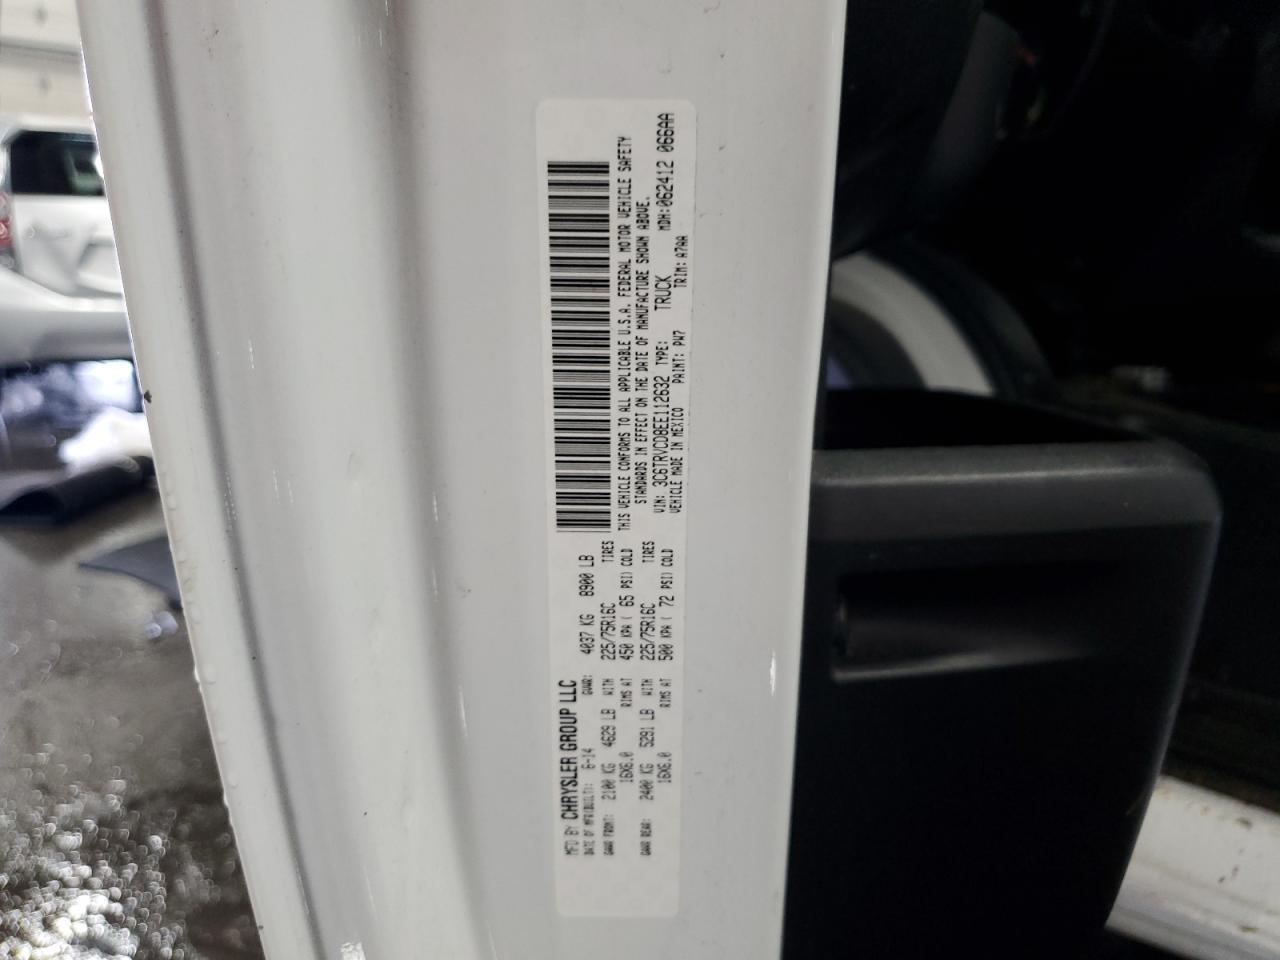 MFD BY CHRYSLER GROUP LLC
DATE OF MFR(BUILT): 6-14 GVWR: 4037 KG 8900 LB
GAWR FRONT: 2100 KG 4629 LB WITH 225/75R16C TIRES
16X6.0 RIMS AT 450 KPA ( 65 PSI) COLD
GAWR REAR: 2400 KG 5291 LB WITH 225/75R16C TIRES
16X6.0 RIMS AT 500 KPA ( 72 PSI) COLD
THIS VEHICLE CONFORMS TO ALL APPLICABLE U.S.A. FEDERAL MOTOR VEHICLE SAFETY
STANDARDS IN EFFECT ON THE DATE OF MANUFACTURE SHOWN ABOVE.
VIN: 3C6TRVCD8EE112632 TYPE: TRUCK MDH:062412 066AA
VEHICLE MADE IN MEXICO PAINT: PW7 TRIM: A7AA